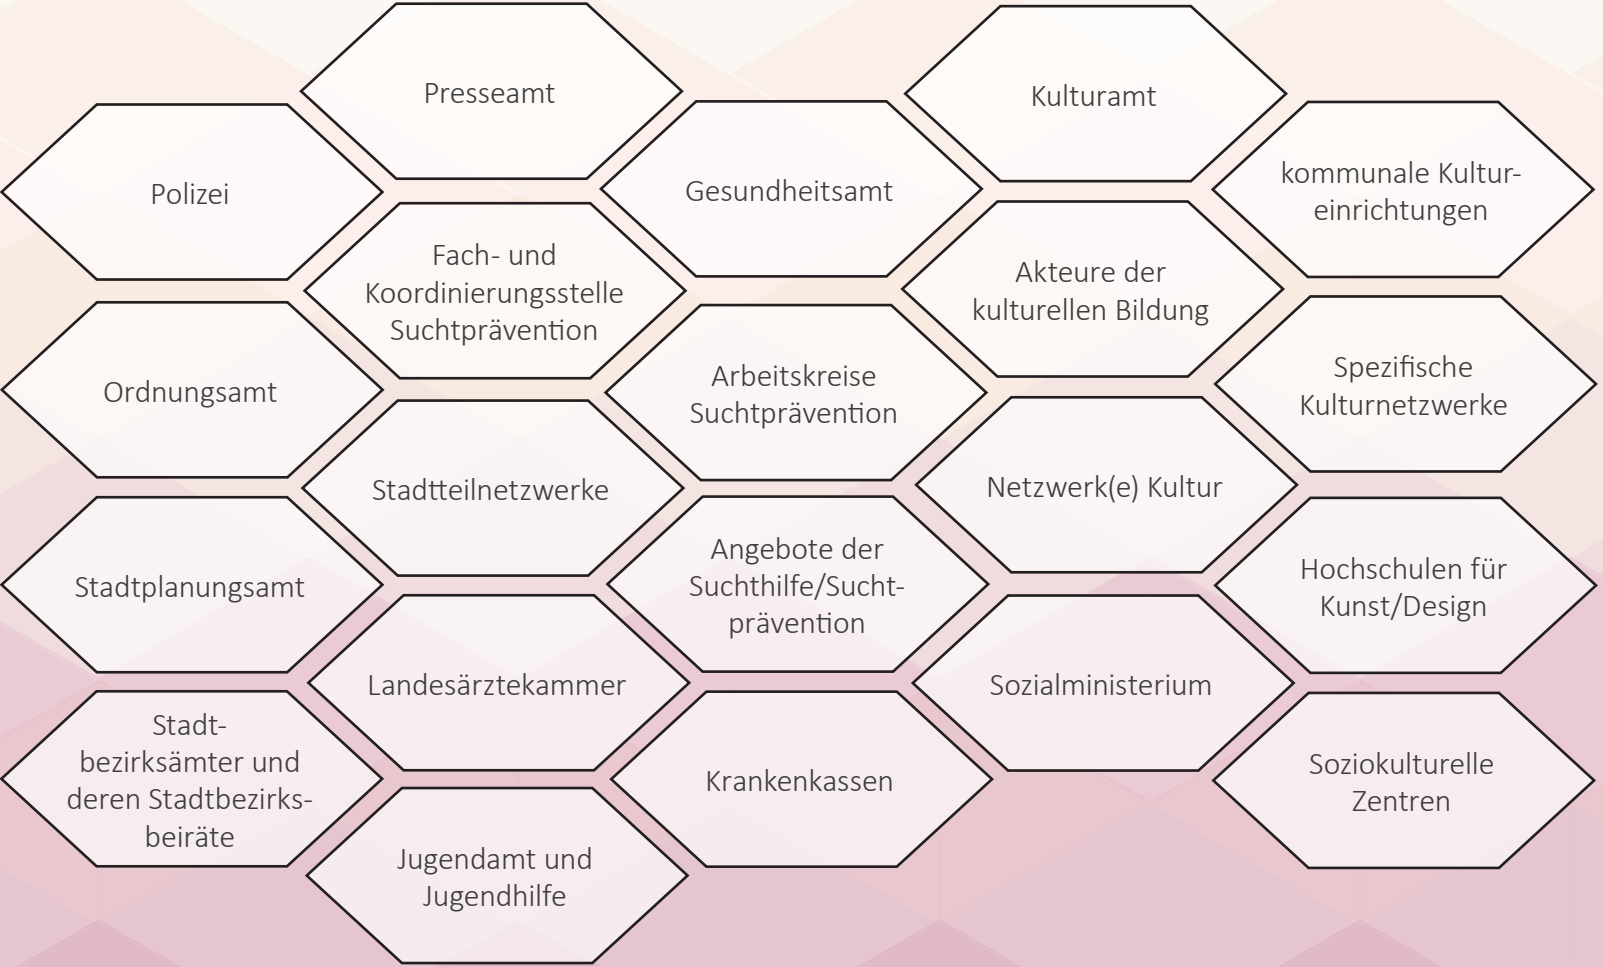 Presseamt
Kulturamt
Polizei
Gesundheitsamt
kommunale Kultur-
einrichtungen
Fach- und
Koordinierungsstelle
Suchtprävention
Akteure der
kulturellen Bildung
Ordnungsamt
Arbeitskreise
Suchtprävention
Spezifische
Kulturnetzwerke
Stadtteilnetzwerke
Netzwerk(e) Kultur
Stadtplanungsamt
Angebote der
Suchthilfe/Sucht-
prävention
Hochschulen für
Kunst/Design
Landesärztekammer
Sozialministerium
Stadt-
bezirksämter und
deren Stadtbezirks-
beiräte
Krankenkassen
Soziokulturelle
Zentren
Jugendamt und
Jugendhilfe